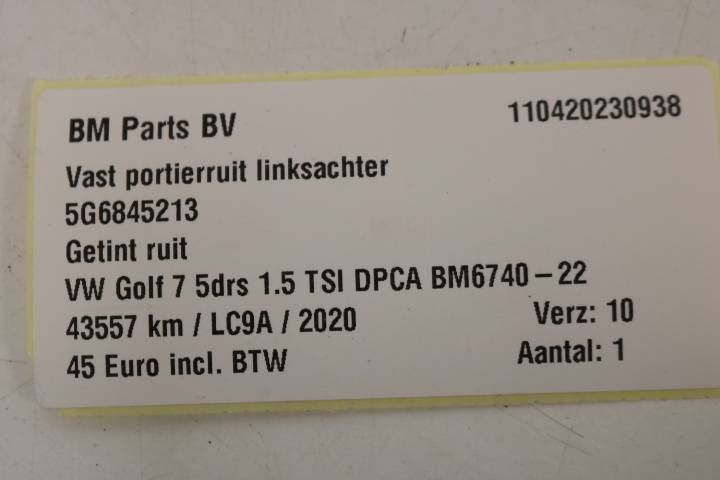 BM Parts BV 110420230938
Vast portierruit linksachter
5G6845213
Getint ruit
VW Golf 7 5drs 1.5 TSI DPCA BM6740 – 22
43557 km / LC9A / 2020 Verz: 10
45 Euro incl. BTW Aantal: 1